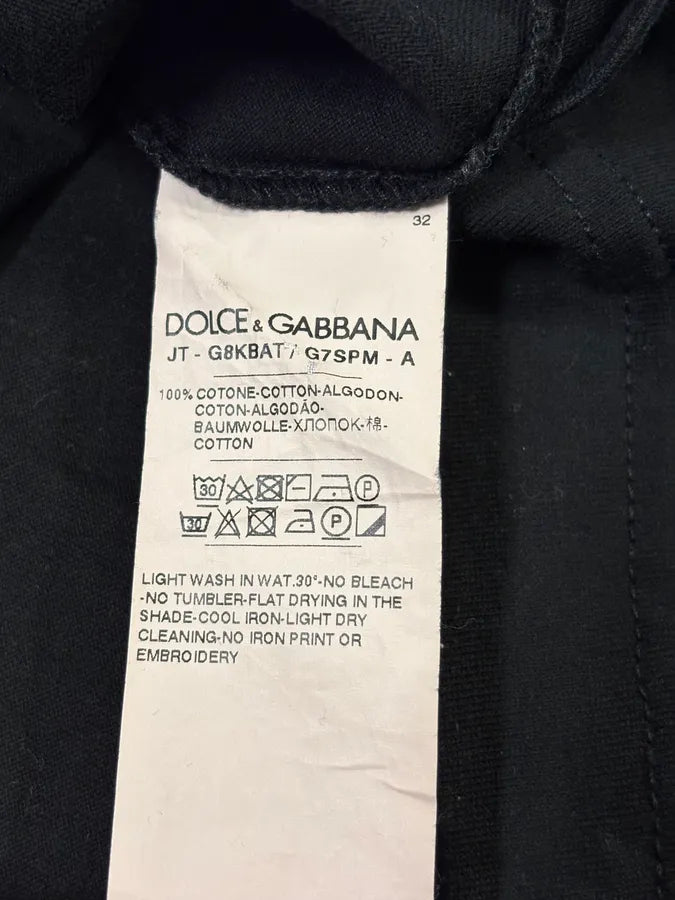 32
DOLCE & GABBANA
JT - G8KBAT / G7SPM - A
100% COTONE-COTTON-ALGODON-
COTON-ALGODÃO-
BAUMWOLLE-ХЛОПОК-棉-
COTTON
30 P
30 P
LIGHT WASH IN WAT.30°-NO BLEACH
-NO TUMBLER-FLAT DRYING IN THE
SHADE-COOL IRON-LIGHT DRY
CLEANING-NO IRON PRINT OR
EMBROIDERY